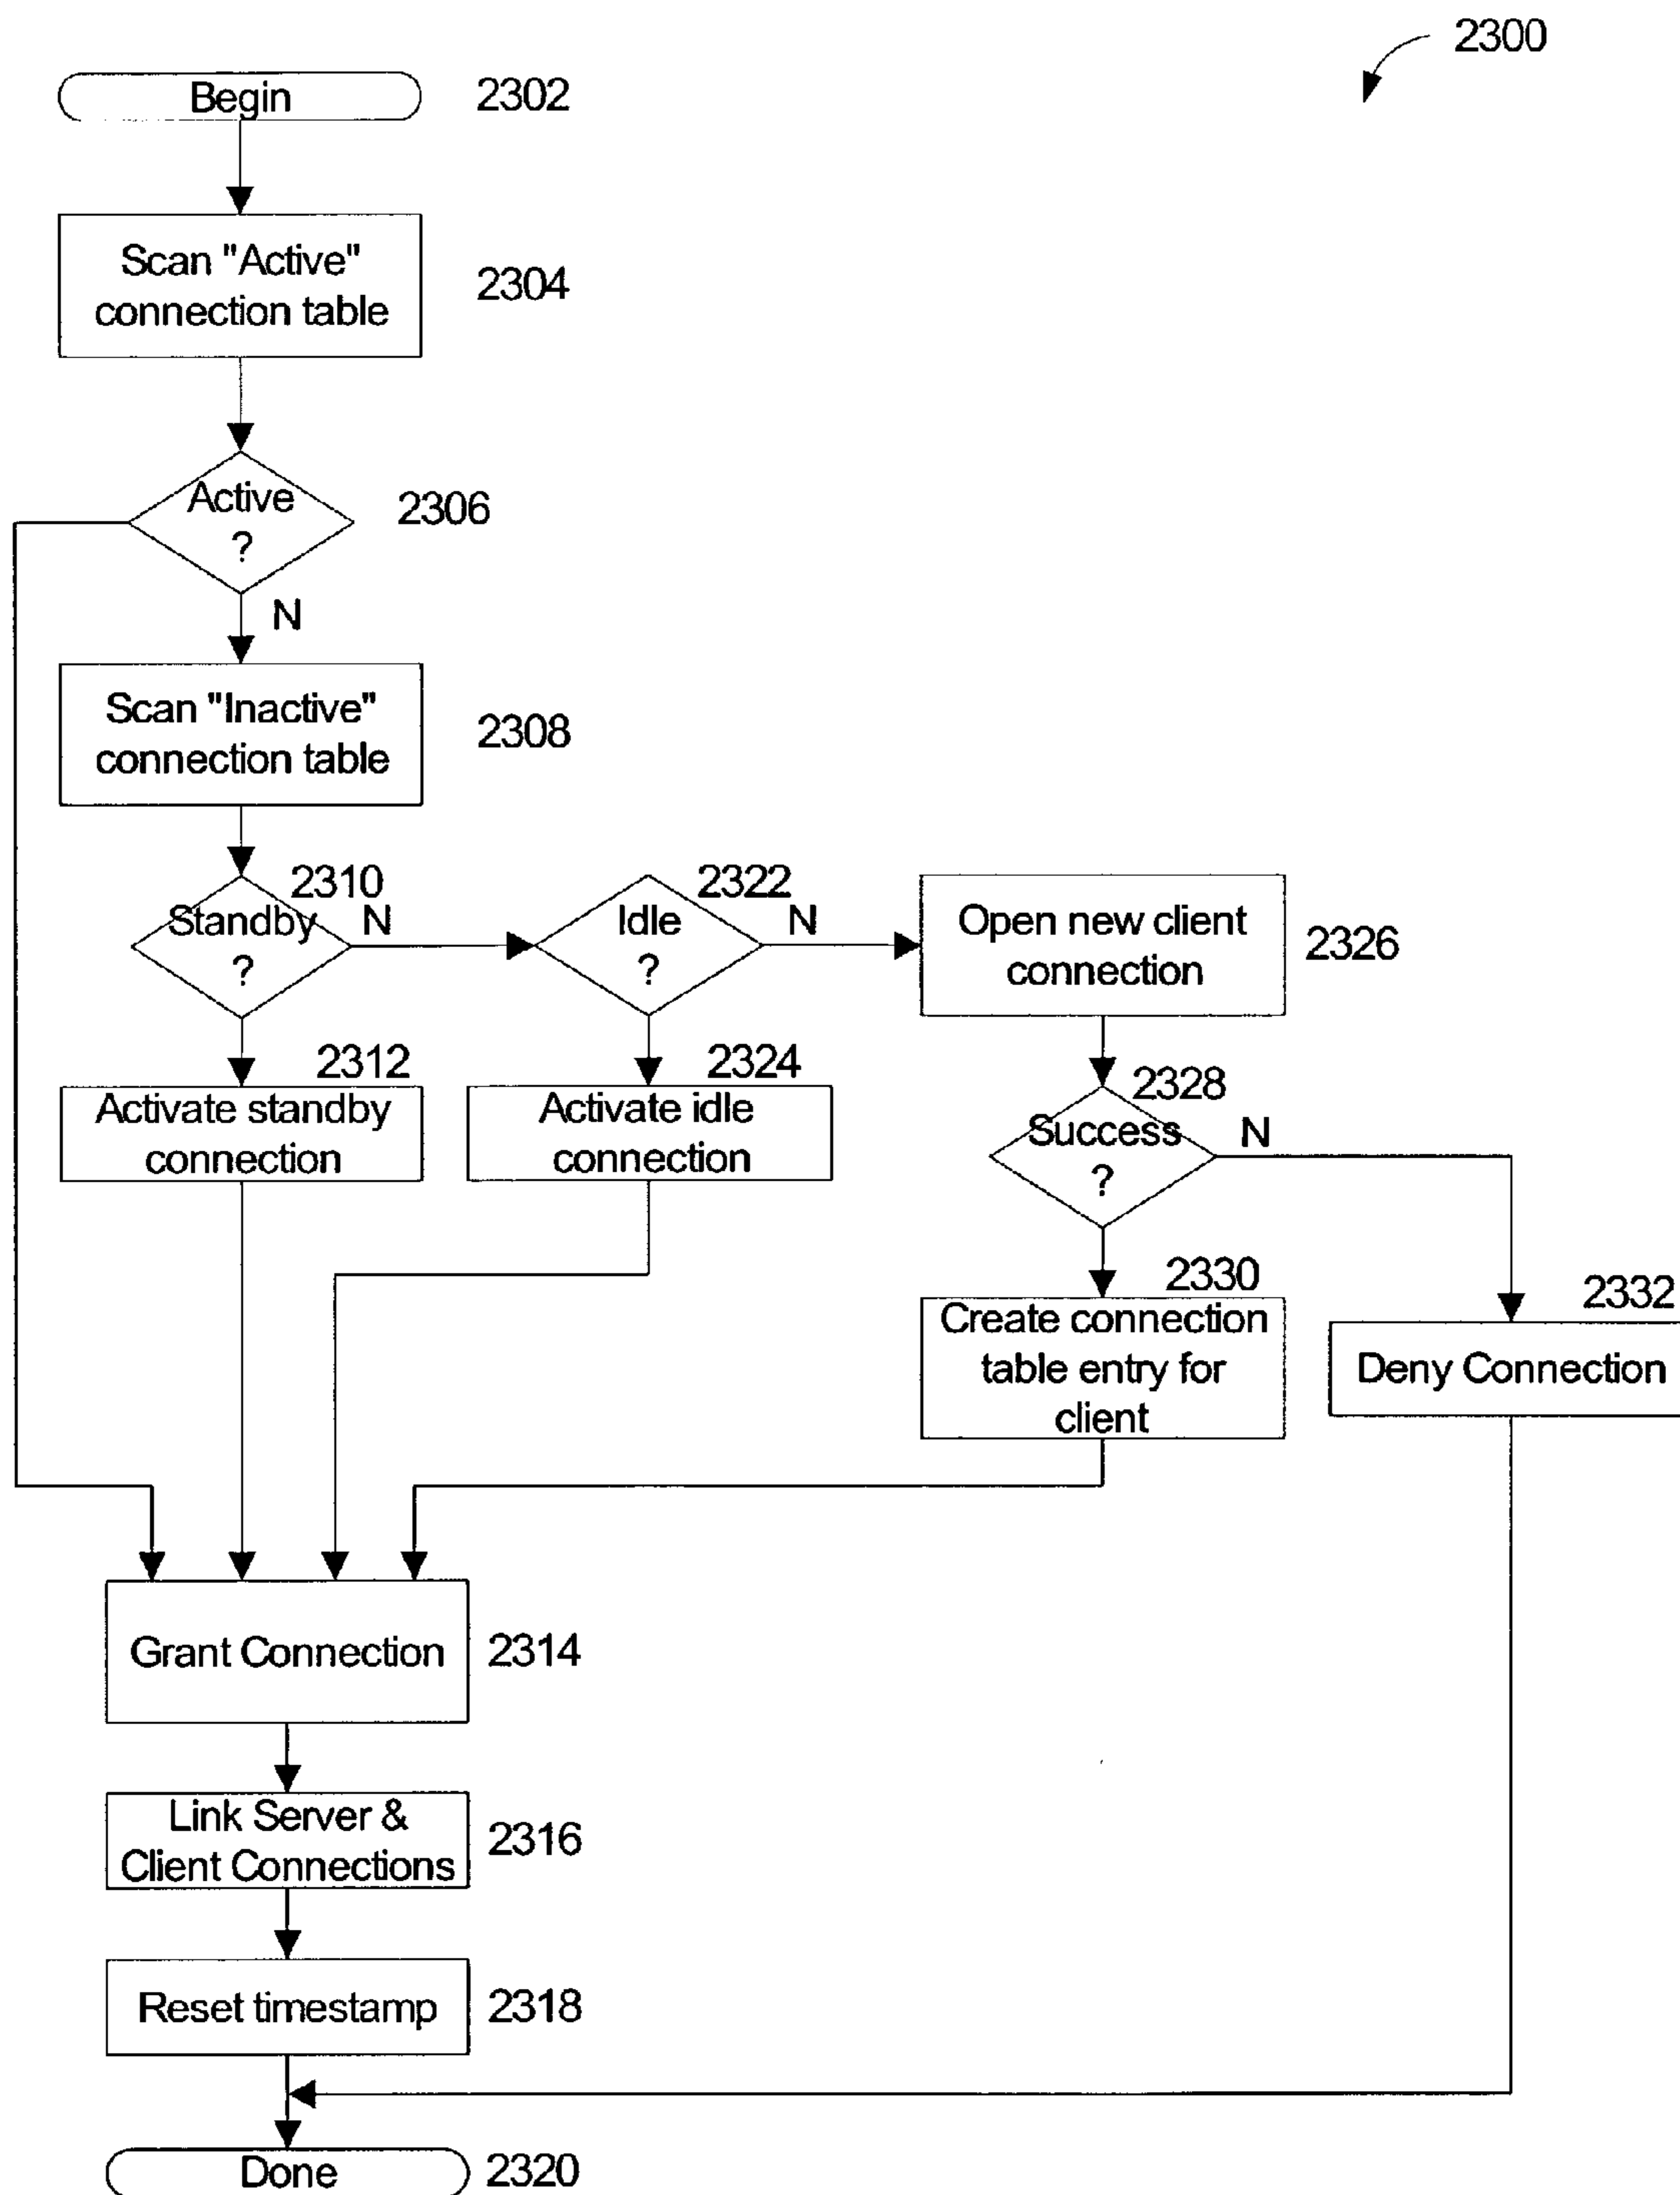 2300
Begin
2302
Scan "Active"
connection table
2304
Active
?
2306
N
Scan "Inactive"
connection table
2308
2310
Standby
?
N
2322
Idle
?
N
Open new client
connection
2326
2312
Activate standby
connection
2324
Activate idle
connection
2328
Success
?
N
2330
Create connection
table entry for
client
2332
Deny Connection
Grant Connection
2314
Link Server &
Client Connections
2316
Reset timestamp
2318
Done
2320